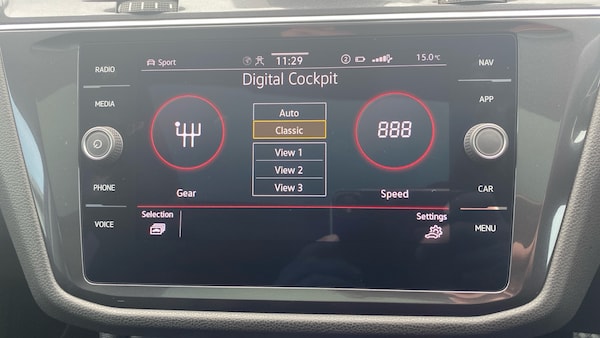 RADIO
MEDIA
PHONE
VOICE
Sport 11:29 2 15.0°C
Digital Cockpit
Auto
Classic
View 1
View 2
View 3
Gear
888
Speed
Selection
Settings
NAV
APP
CAR
MENU